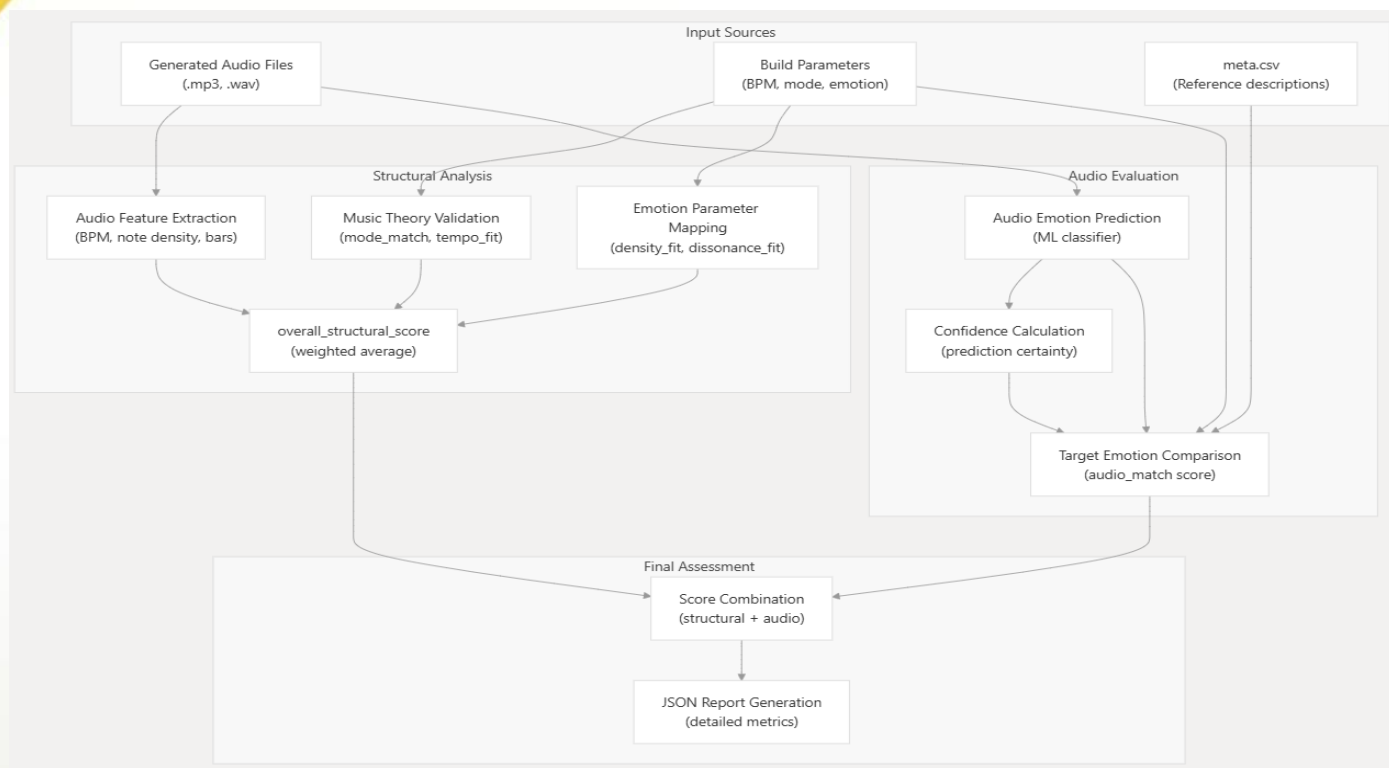 Input Sources
Generated Audio Files
(.mp3, .wav)
Build Parameters
(BPM, mode, emotion)
meta.csv
(Reference descriptions)
Structural Analysis
Audio Feature Extraction
(BPM, note density, bars)
Music Theory Validation
(mode_match, tempo_fit)
Emotion Parameter
Mapping
(density_fit, dissonance_fit)
overall_structural_score
(weighted average)
Audio Evaluation
Audio Emotion Prediction
(ML classifier)
Confidence Calculation
(prediction certainty)
Target Emotion Comparison
(audio_match score)
Final Assessment
Score Combination
(structural + audio)
JSON Report Generation
(detailed metrics)